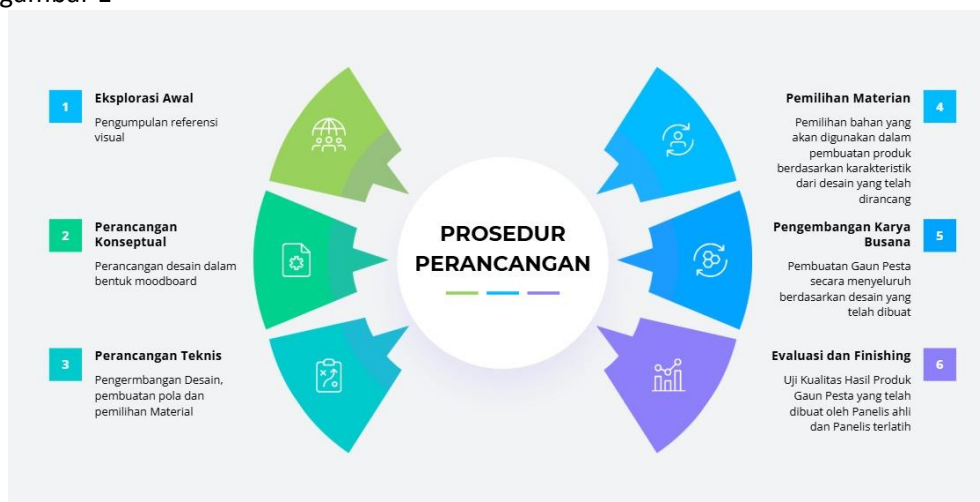 1
Eksplorasi Awal
Pengumpulan referensi
visual
2
Perancangan
Konseptual
Perancangan desain dalam
bentuk moodboard
3
Perancangan Teknis
Pengermbangan Desain,
pembuatan pola dan
pemilihan Material
PROSEDUR
PERANCANGAN
Pemilihan Materian
4
Pemilihan bahan yang
akan digunakan dalam
pembuatan produk
berdasarkan karakteristik
dari desain yang telah
dirancang
Pengembangan Karya
Busana
5
Pembuatan Gaun Pesta
secara menyeluruh
berdasarkan desain yang
telah dibuat
Evaluasi dan Finishing
6
Uji Kualitas Hasil Produk
Gaun Pesta yang telah
dibuat oleh Panelis ahli
dan Panelis terlatih